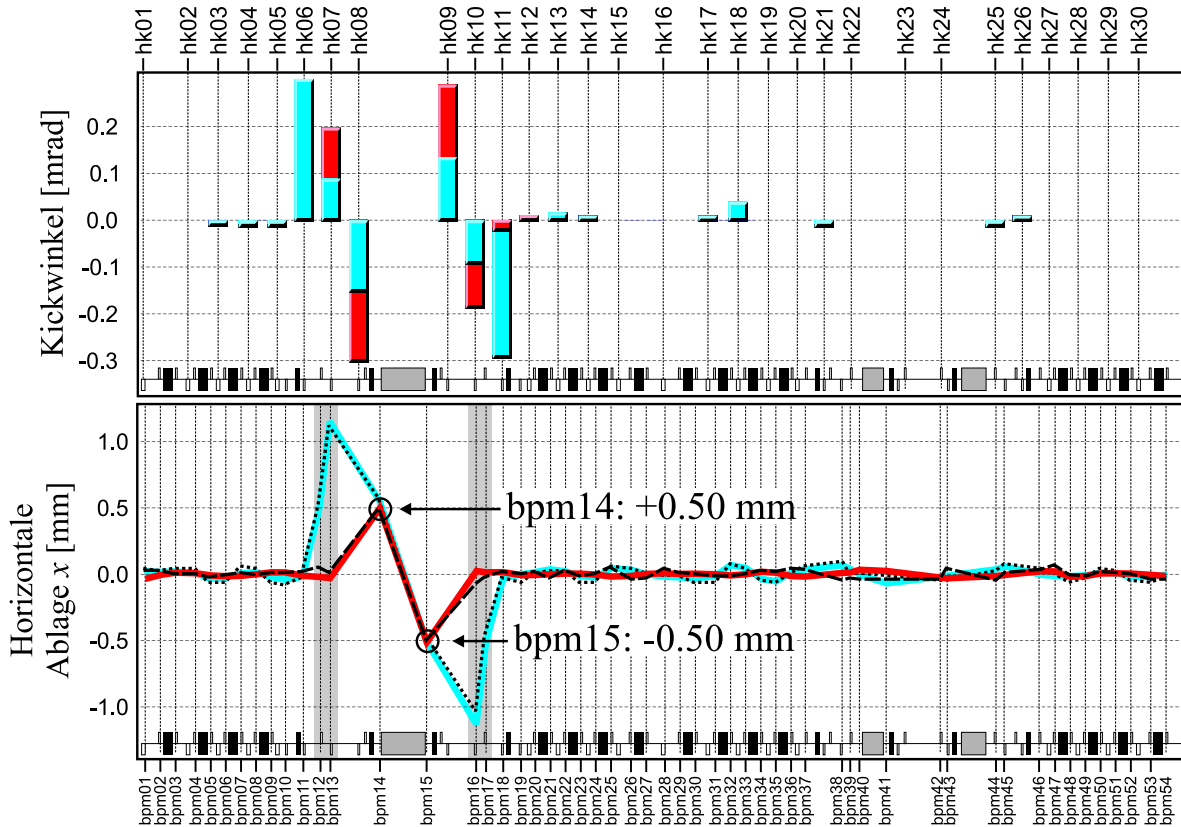 hk01 hk02 hk03 hk04 hk05 hk06 hk07 hk08 hk09 hk10 hk11 hk12 hk13 hk14 hk15 hk16 hk17 hk18 hk19 hk20 hk21 hk22 hk23 hk24 hk25 hk26 hk27 hk28 hk29 hk30
Kickwinkel [mrad]
0.2
0.1
0.0
-0.1
-0.2
-0.3
Horizontale
Ablage x [mm]
1.0
0.5
0.0
-0.5
-1.0
bpm14: +0.50 mm
bpm15: -0.50 mm
bpm01 bpm02 bpm03 bpm04 bpm05 bpm06 bpm07 bpm08 bpm09 bpm10 bpm11 bpm12 bpm13 bpm14 bpm15 bpm16 bpm17 bpm18 bpm19 bpm20 bpm21 bpm22 bpm23 bpm24 bpm25 bpm26 bpm27 bpm28 bpm29 bpm30 bpm31 bpm32 bpm33 bpm34 bpm35 bpm36 bpm37 bpm38 bpm39 bpm40 bpm41 bpm42 bpm43 bpm44 bpm45 bpm46 bpm47 bpm48 bpm49 bpm50 bpm51 bpm52 bpm53 bpm54